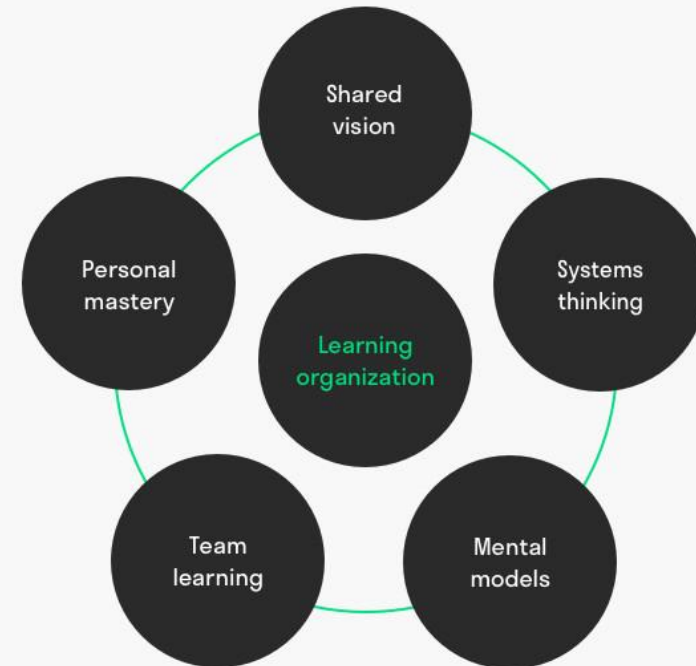 Shared
vision
Personal
mastery
Systems
thinking
Learning
organization
Team
learning
Mental
models